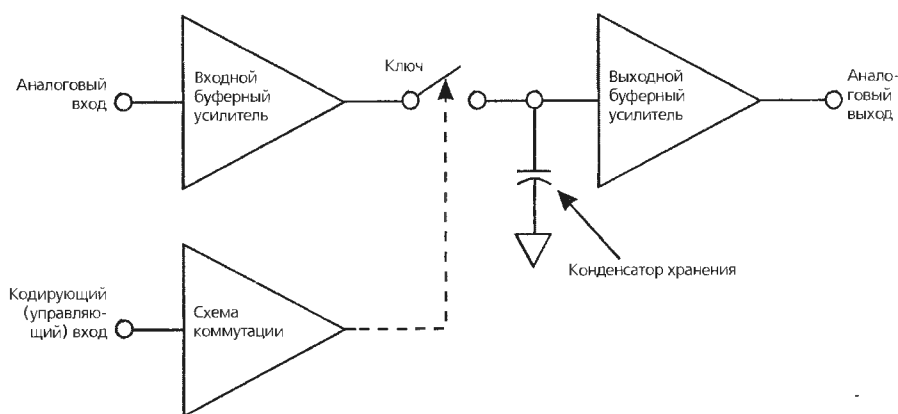 Аналоговый
вход
Входной
буферный
усилитель
Ключ
Выходной
буферный
усилитель
Анало-
говый
выход
Конденсатор хранения
Кодирующий
(управляю-
щий) вход
Схема
коммутации